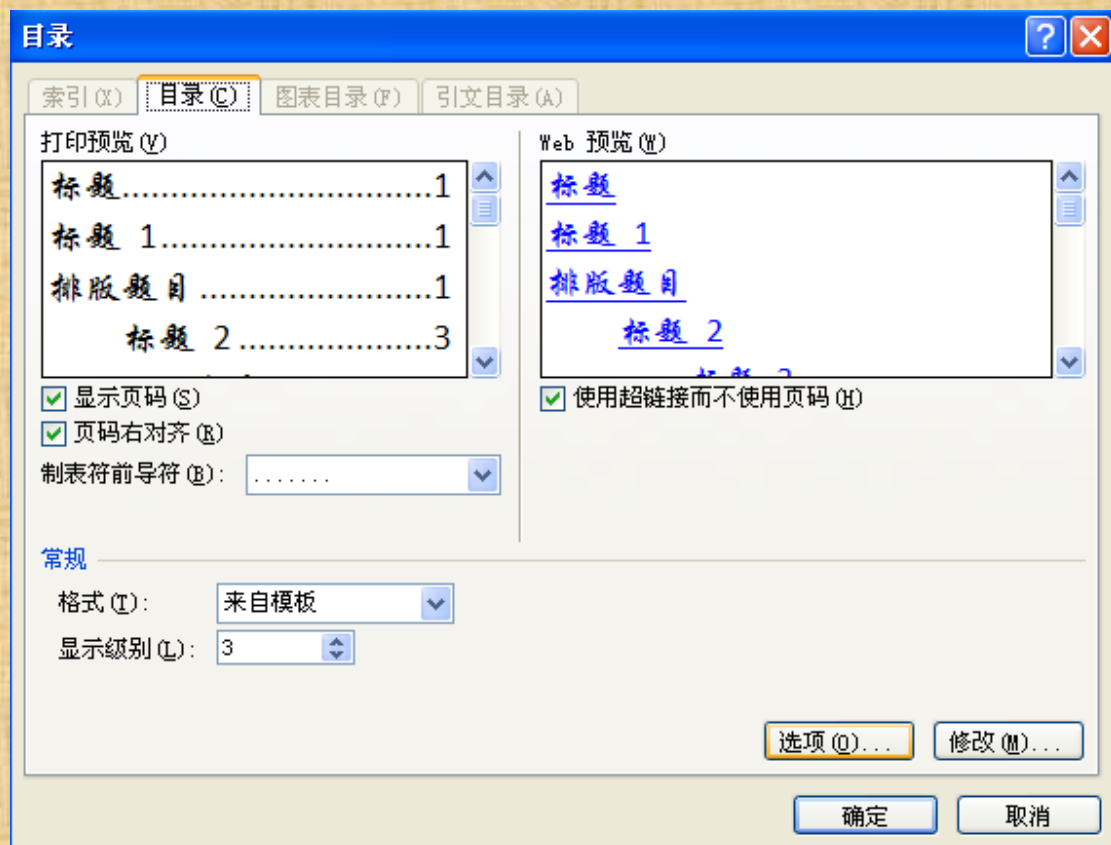 目录
索引(X) 目录(C) 图表目录(F) 引文目录(A)
打印预览(V)
标题..............................1
标题 1............................1
排版题目........................1
标题 2....................3
Web 预览(W)
标题
标题 1
排版题目
标题 2
显示页码(S)
页码右对齐(R)
制表符前导符(B): .......
使用超链接而不使用页码(H)
常规
格式(T): 来自模板
显示级别(L): 3
选项(O)... 修改(M)...
确定 取消